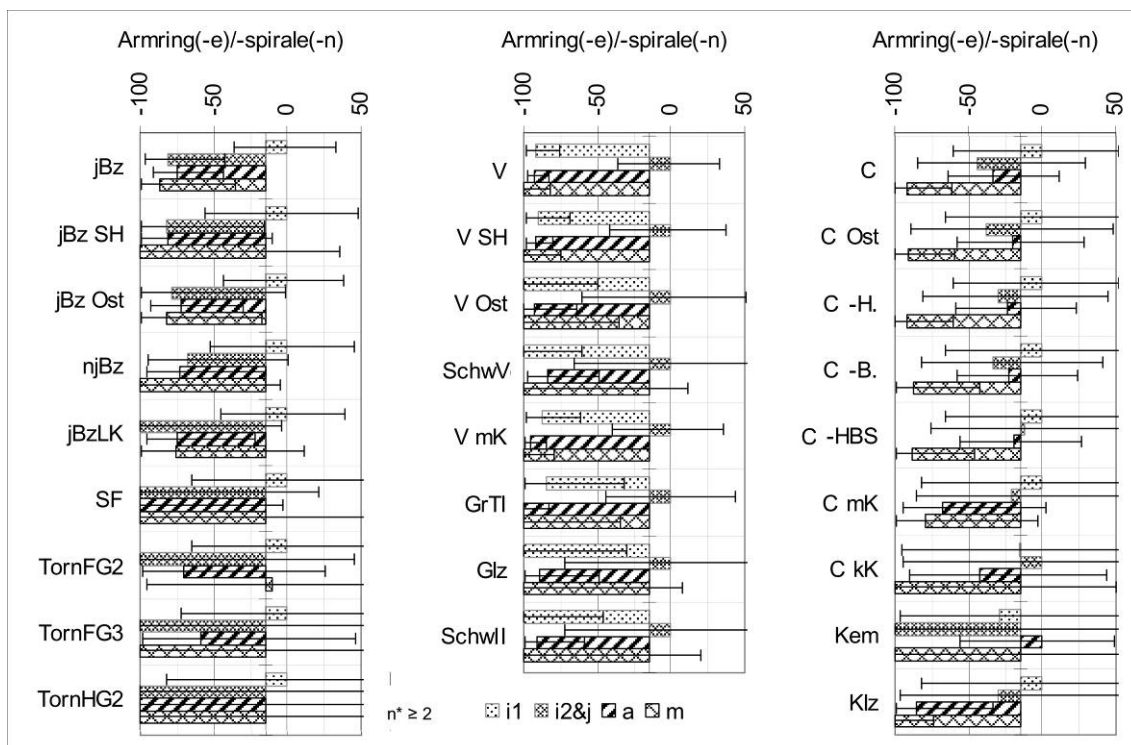 Armring(-e)/-spirale(-n)
-100 -50 0 50
jBz
jBz SH
jBz Ost
njBz
jBzLK
SF
TornFG2
TornFG3
TornHG2
Armring(-e)/-spirale(-n)
-100 -50 0 50
V
V SH
V Ost
SchwV
V mK
GrTl
Glz
SchwII
n* ≥ 2 i1 i2&j a m
Armring(-e)/-spirale(-n)
-100 -50 0 50
C
C Ost
C -H.
C -B.
C -HBS
C mK
C kK
Kem
Klz